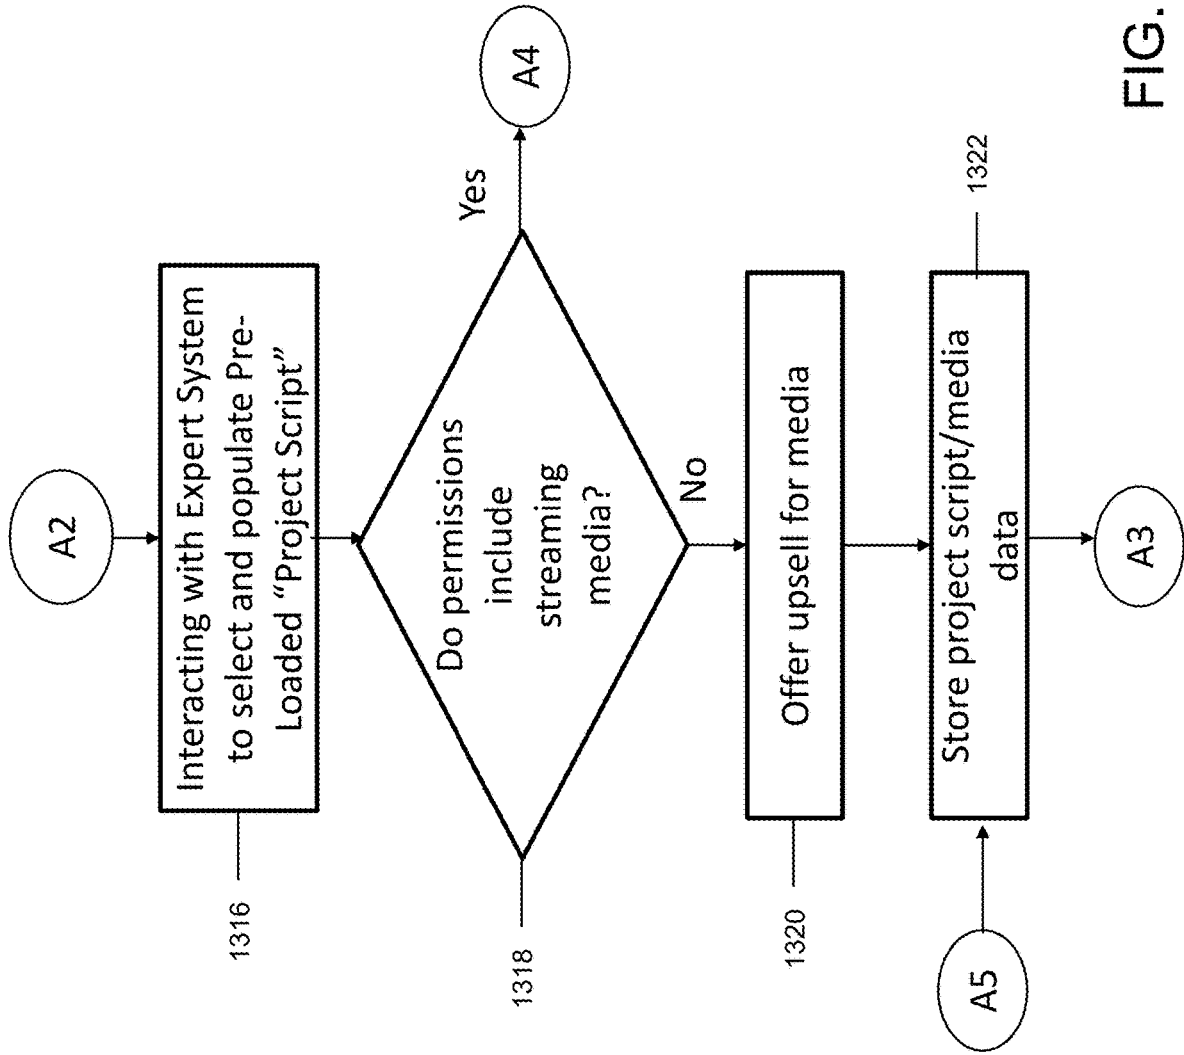 A2
Interacting with Expert System
to select and populate Pre-
Loaded “Project Script”
1316
Do permissions
include
streaming
media?
1318
Yes
A4
No
Offer upsell for media
1320
Store project script/media
data
1322
A5
A3
FIG.